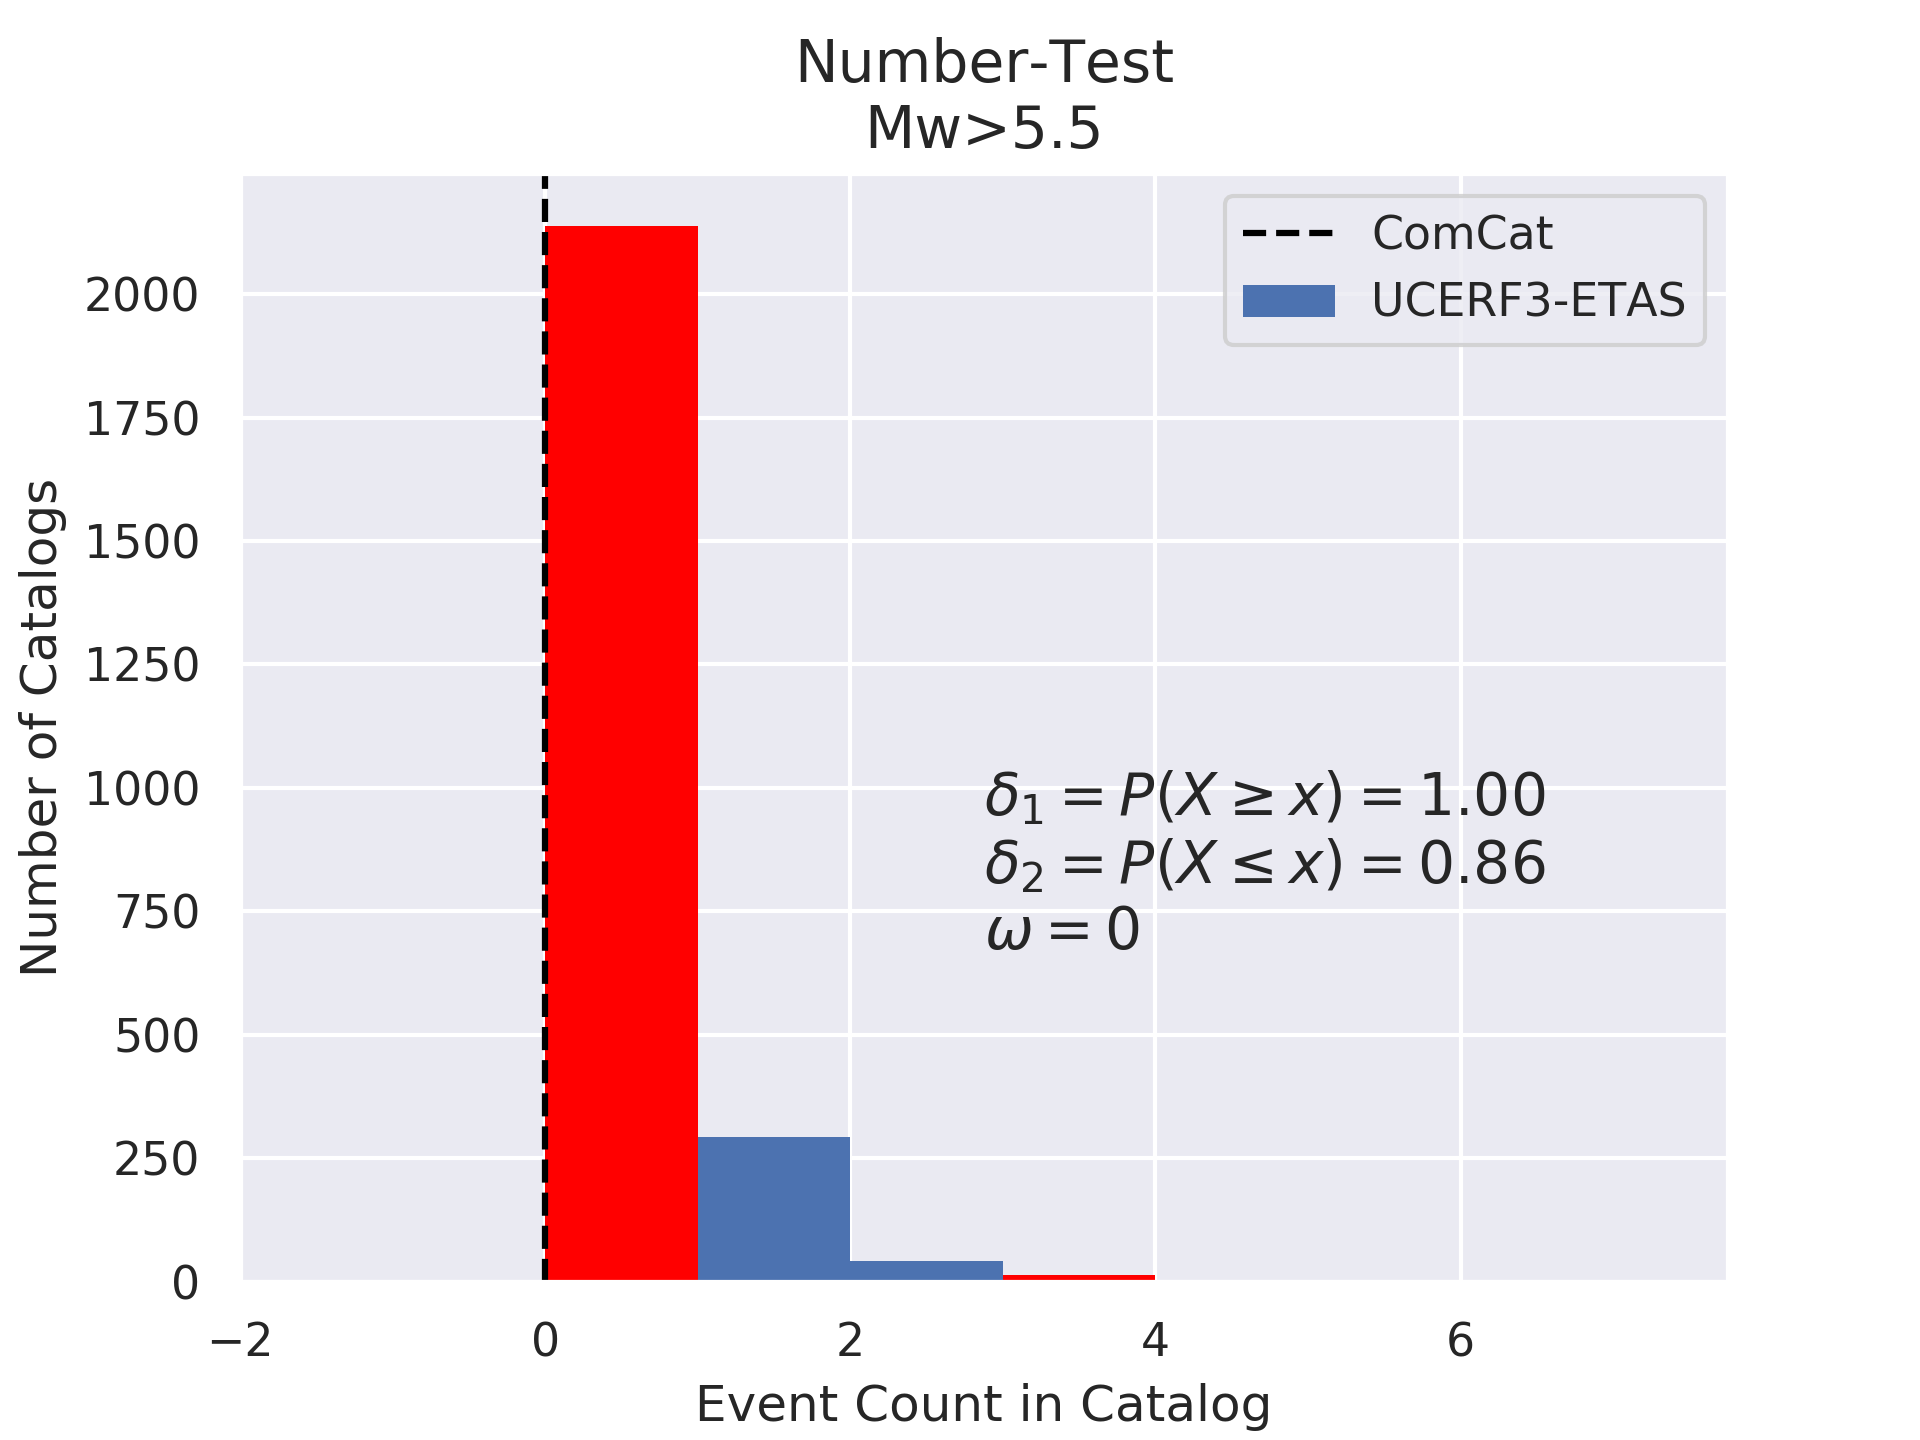 Number-Test
Mw>5.5
ComCat
UCERF3-ETAS
2000
1750
1500
1250
1000
750
500
250
0
Number of Catalogs
δ₁ = P(X ≥ x) = 1.00
δ₂ = P(X ≤ x) = 0.86
ω = 0
−2 0 2 4 6
Event Count in Catalog